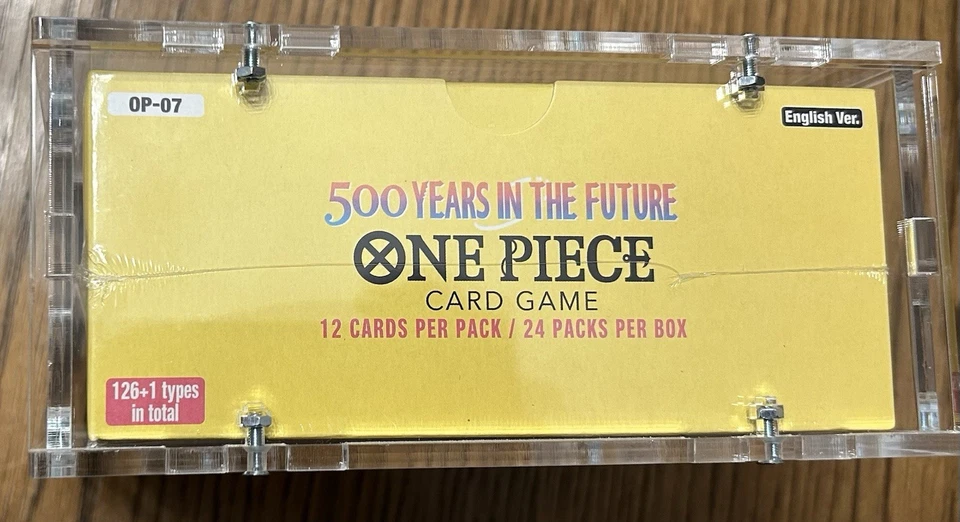 OP-07
English Ver.
500 YEARS IN THE FUTURE
ONE PIECE
CARD GAME
12 CARDS PER PACK / 24 PACKS PER BOX
126+1 types
in total